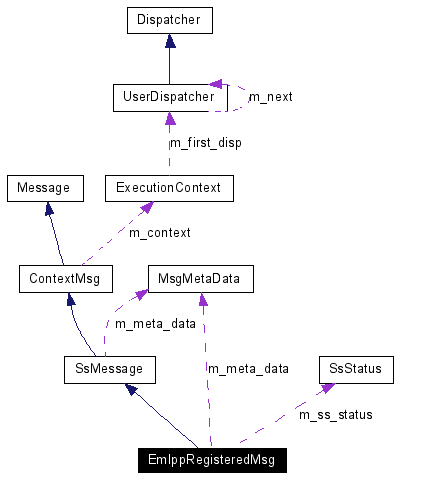 Dispatcher
UserDispatcher
m_next
m_first_disp
Message
ExecutionContext
m_context
ContextMsg
MsgMetaData
m_meta_data
SsMessage
m_meta_data
SsStatus
m_ss_status
EmIppRegisteredMsg